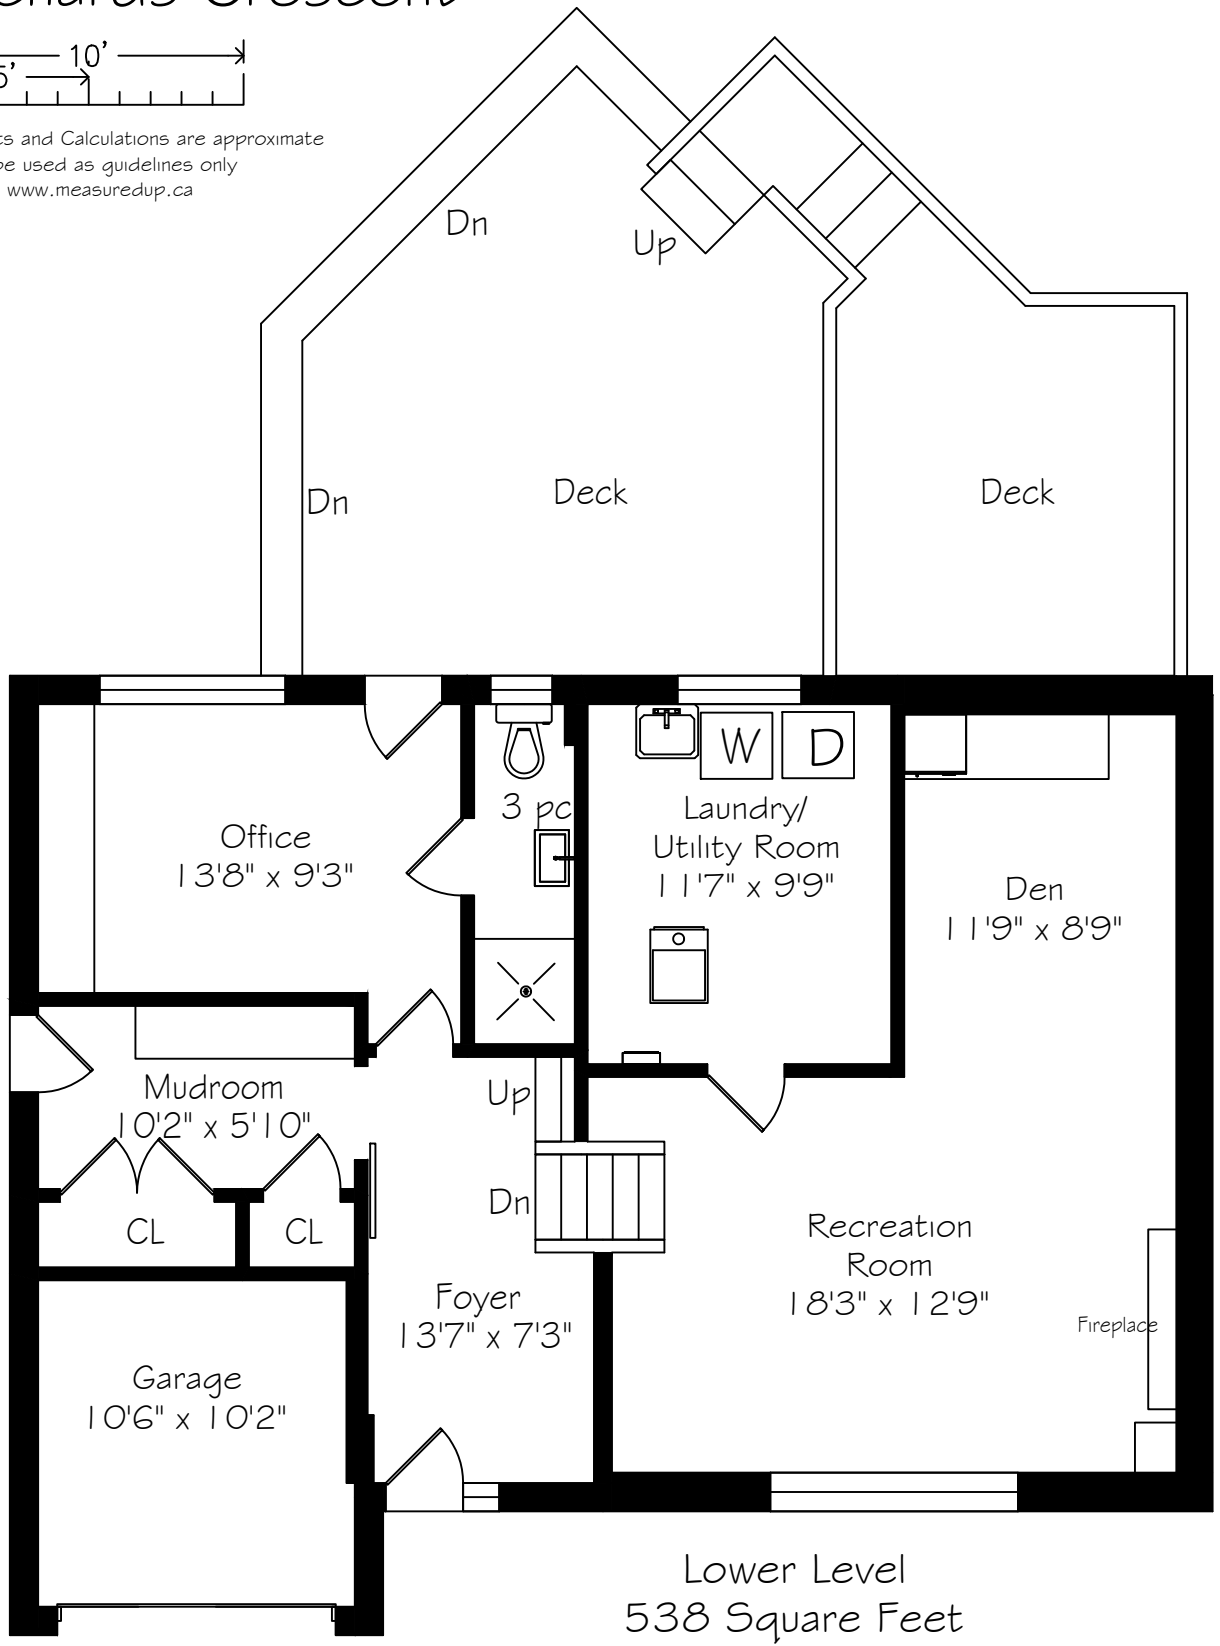 10'
5'
and Calculations are approximate
be used as guidelines only
www.measuredup.ca
Dn
Up
Dn
Deck
Deck
W
D
3 pc
Office
13'8" x 9'3"
Laundry/
Utility Room
11'7" x 9'9"
Den
11'9" x 8'9"
Mudroom
10'2" x 5'10"
Up
Dn
CL
CL
Recreation
Room
18'3" x 12'9"
Foyer
13'7" x 7'3"
Fireplace
Garage
10'6" x 10'2"
Lower Level
538 Square Feet